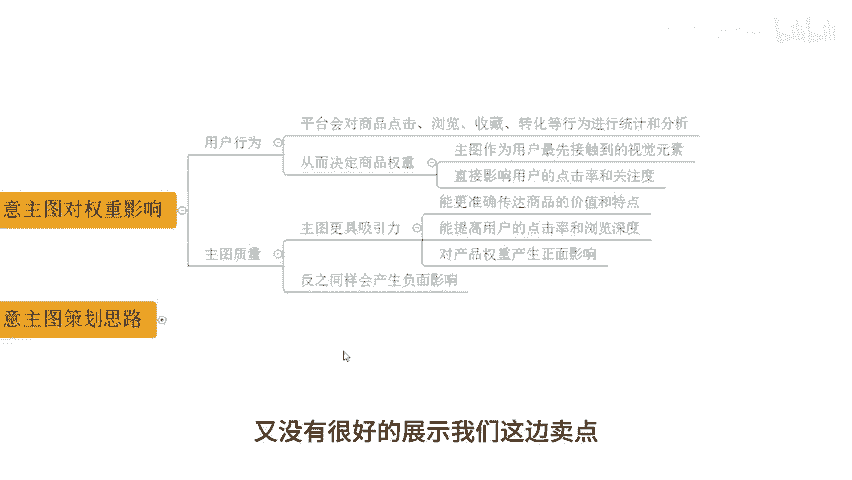 bilibili
平台会对商品点击、浏览、收藏、转化等行为进行统计和分析
用户行为
主图作为用户最先接触到的视觉元素
从而决定商品权重
直接影响用户的点击率和关注度
意主图对权重影响
能更准确传达商品的价值和特点
主图更具吸引力
能提高用户的点击率和浏览深度
主图质量
对产品权重产生正面影响
反之同样会产生负面影响
意主图策划思路
又没有很好的展示我们这边卖点